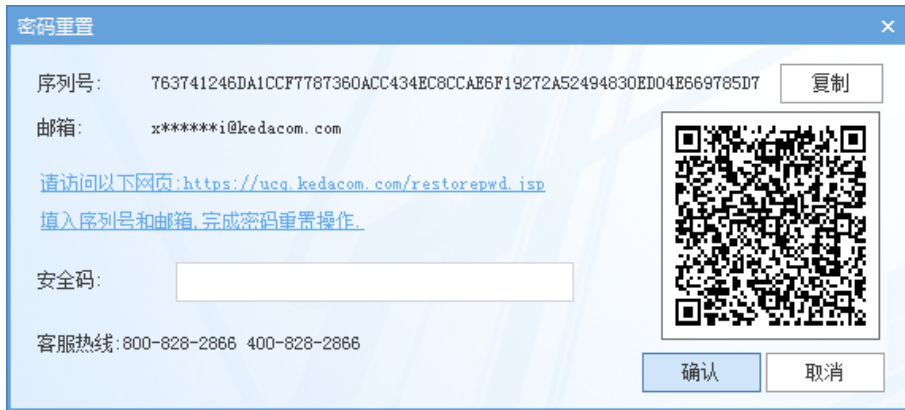 密码重置
序列号: 763741246DA1CCF7787360ACC434EC8CCAE6F19272A52494830ED04E669785D7 复制
邮箱: x******i@kedacom.com
请访问以下网页:https://ucq.kedacom.com/restorepwd.jsp
填入序列号和邮箱,完成密码重置操作.
安全码:
客服热线:800-828-2866 400-828-2866
确认 取消